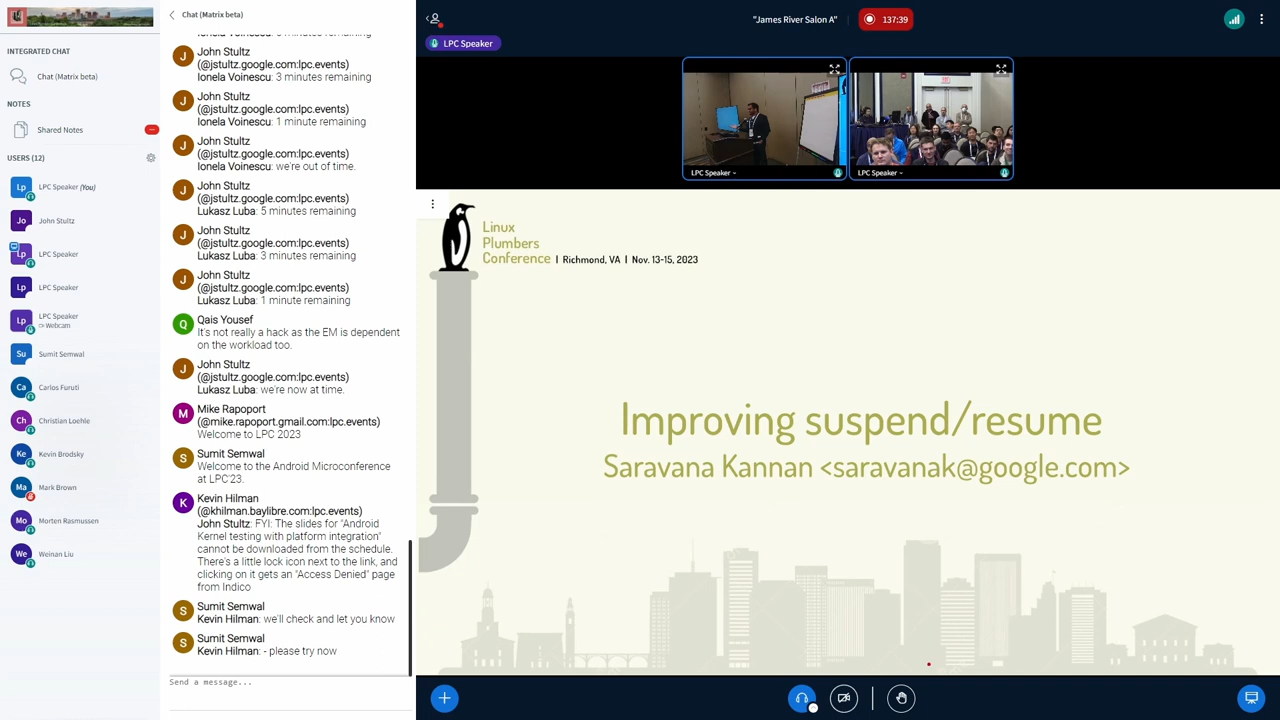 INTEGRATED CHAT
Chat (Matrix beta)
NOTES
Shared Notes
USERS (12)
Lp
LPC Speaker (You)
Jo
John Stultz
Lp
LPC Speaker
Lp
LPC Speaker
Lp
LPC Speaker
Webcam
Su
Sumit Semwal
Ca
Carlos Furuti
Ch
Christian Loehle
Ke
Kevin Brodsky
Ma
Mark Brown
Mo
Morten Rasmussen
We
Weinan Liu
Chat (Matrix beta)
J
John Stultz
(@jstultz.google.com:lpc.events)
Ionela Voinescu: 3 minutes remaining
J
John Stultz
(@jstultz.google.com:lpc.events)
Ionela Voinescu: 1 minute remaining
J
John Stultz
(@jstultz.google.com:lpc.events)
Ionela Voinescu: we're out of time.
J
John Stultz
(@jstultz.google.com:lpc.events)
Lukasz Luba: 5 minutes remaining
J
John Stultz
(@jstultz.google.com:lpc.events)
Lukasz Luba: 3 minutes remaining
J
John Stultz
(@jstultz.google.com:lpc.events)
Lukasz Luba: 1 minute remaining
Q
Qais Yousef
It's not really a hack as the EM is dependent
on the workload too.
J
John Stultz
(@jstultz.google.com:lpc.events)
Lukasz Luba: we're now at time.
M
Mike Rapoport
(@mike.rapoport.gmail.com:lpc.events)
Welcome to LPC 2023
S
Sumit Semwal
Welcome to the Android Microconference
at LPC'23.
K
Kevin Hilman
(@khilman.baylibre.com:lpc.events)
John Stultz: FYI: The slides for "Android
Kernel testing with platform integration"
cannot be downloaded from the schedule.
There's a little lock icon next to the link, and
clicking on it gets an "Access Denied" page
from Indico
S
Sumit Semwal
Kevin Hilman: we'll check and let you know
S
Sumit Semwal
Kevin Hilman: - please try now
Send a message...
"James River Salon A"
137:39
LPC Speaker
LPC Speaker
LPC Speaker
Linux
Plumbers
Conference | Richmond, VA | Nov. 13-15, 2023
Improving suspend/resume
Saravana Kannan <saravanak@google.com>